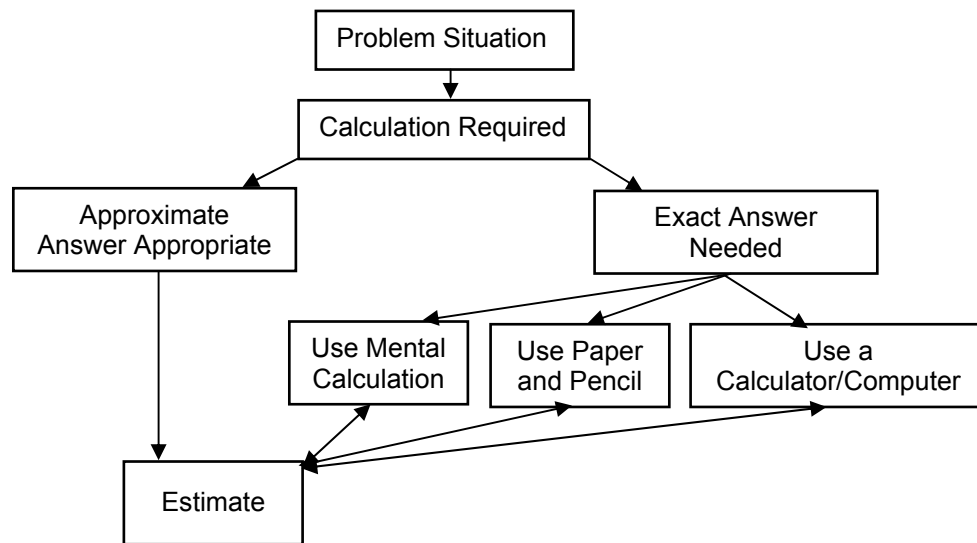 Problem Situation
Calculation Required
Approximate
Answer Appropriate
Exact Answer
Needed
Use Mental
Calculation
Use Paper
and Pencil
Use a
Calculator/Computer
Estimate